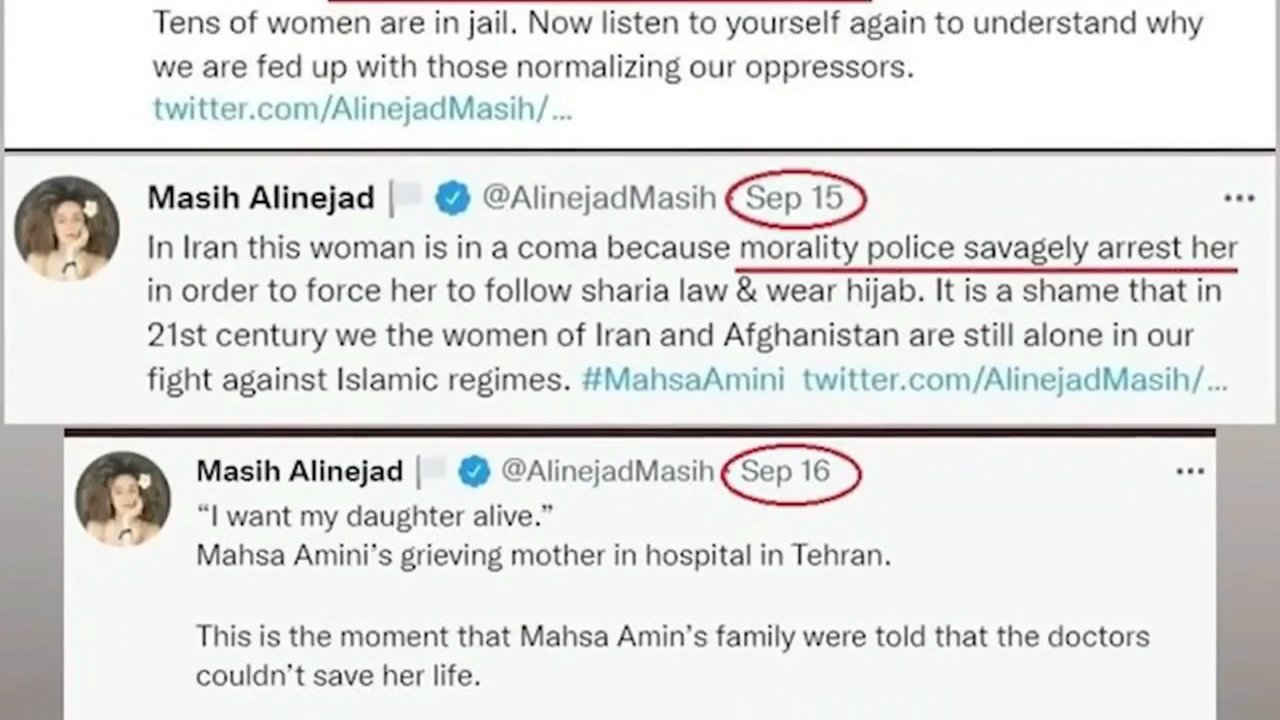 Tens of women are in jail. Now listen to yourself again to understand why
we are fed up with those normalizing our oppressors.
twitter.com/AlinejadMasih/...
Masih Alinejad @AlinejadMasih · Sep 15
In Iran this woman is in a coma because morality police savagely arrest her
in order to force her to follow sharia law & wear hijab. It is a shame that in
21st century we the women of Iran and Afghanistan are still alone in our
fight against Islamic regimes. #MahsaAmini twitter.com/AlinejadMasih/...
Masih Alinejad @AlinejadMasih · Sep 16
“I want my daughter alive.”
Mahsa Amini’s grieving mother in hospital in Tehran.
This is the moment that Mahsa Amin’s family were told that the doctors
couldn’t save her life.